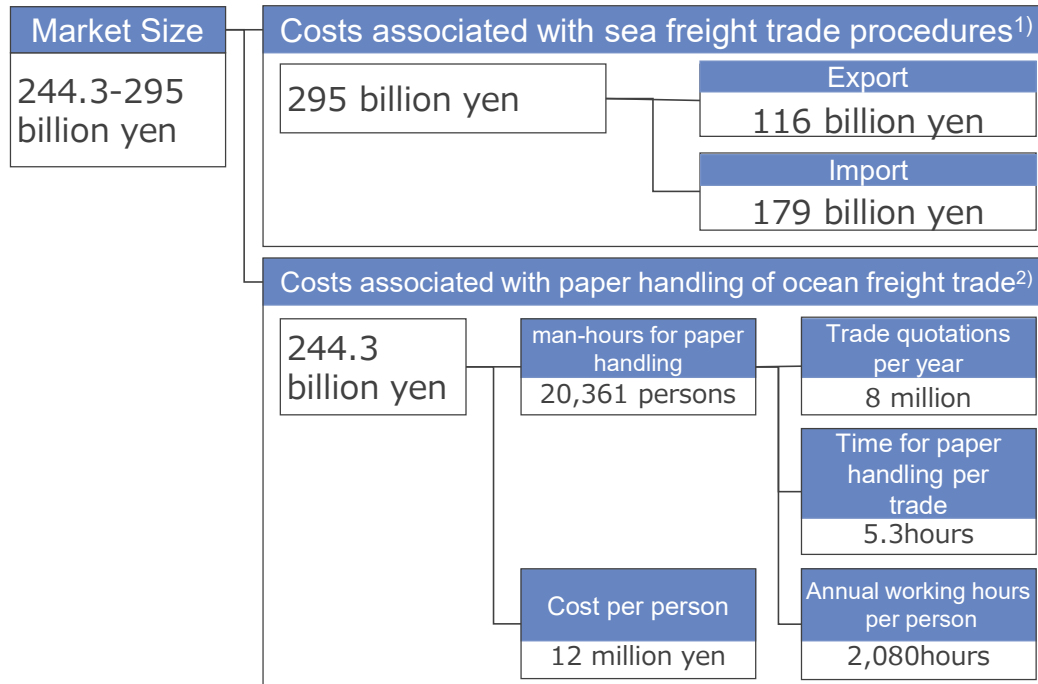 Market Size
244.3-295
billion yen
Costs associated with sea freight trade procedures1)
295 billion yen
Export
116 billion yen
Import
179 billion yen
Costs associated with paper handling of ocean freight trade2)
244.3
billion yen
man-hours for paper
handling
20,361 persons
Trade quotations
per year
8 million
Time for paper
handling per
trade
5.3hours
Cost per person
12 million yen
Annual working hours
per person
2,080hours